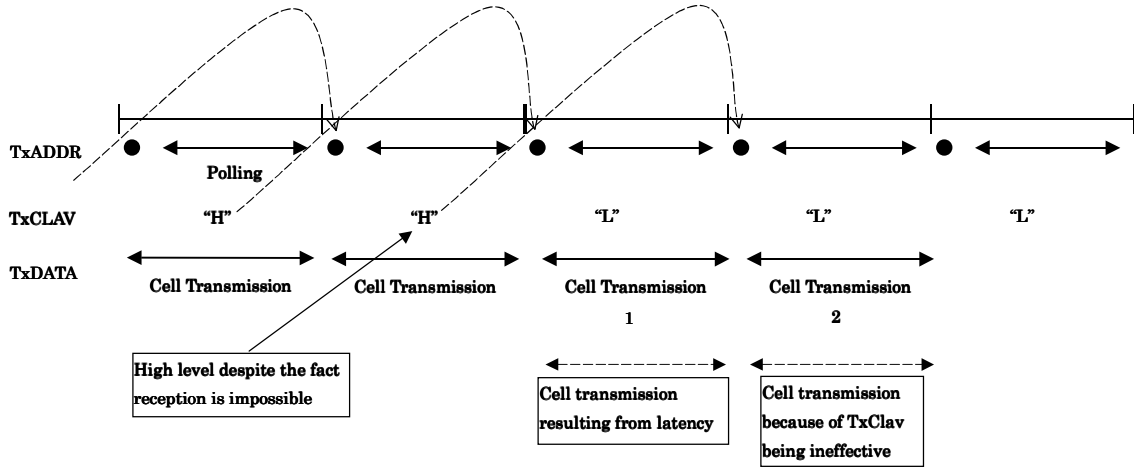 TxADDR
Polling
TxCLAV
“H”
“H”
“L”
“L”
“L”
TxDATA
Cell Transmission
Cell Transmission
Cell Transmission
1
Cell Transmission
2
High level despite the fact
reception is impossible
Cell transmission
resulting from latency
Cell transmission
because of TxClav
being ineffective